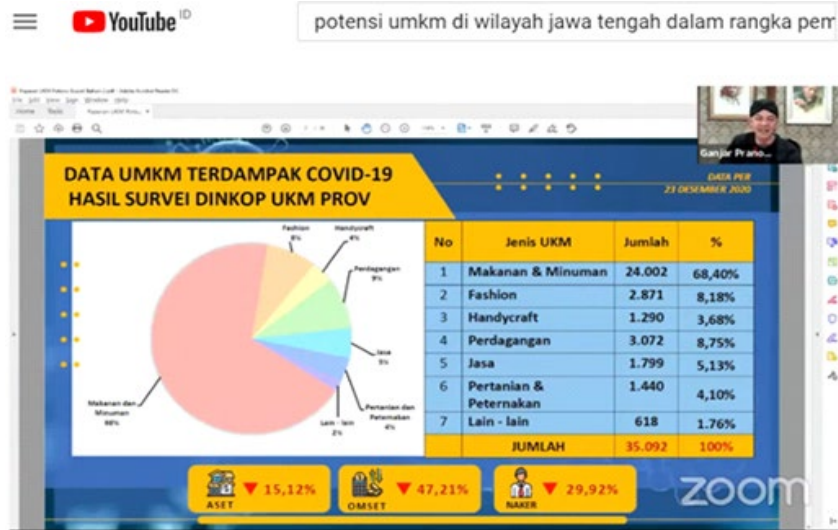 YouTube ID
potensi umkm di wilayah jawa tengah dalam rangka pem
Home Tools
Ganjar Prano...
DATA UMKM TERDAMPAK COVID-19
HASIL SURVEI DINKOP UKM PROV
DATA PER
23 DESEMBER 2020
Fashion
8%
Handycraft
4%
Perdagangan
9%
Jasa
5%
Pertanian dan
Peternakan
4%
Lain - lain
2%
Makanan dan
Minuman
68%
No Jenis UKM Jumlah %
1 Makanan & Minuman 24.002 68,40%
2 Fashion 2.871 8,18%
3 Handycraft 1.290 3,68%
4 Perdagangan 3.072 8,75%
5 Jasa 1.799 5,13%
6 Pertanian & 1.440 4,10%
Peternakan
7 Lain - lain 618 1.76%
JUMLAH 35.092 100%
ASET 15,12%
OMSET 47,21%
NAKER 29,92%
zoom